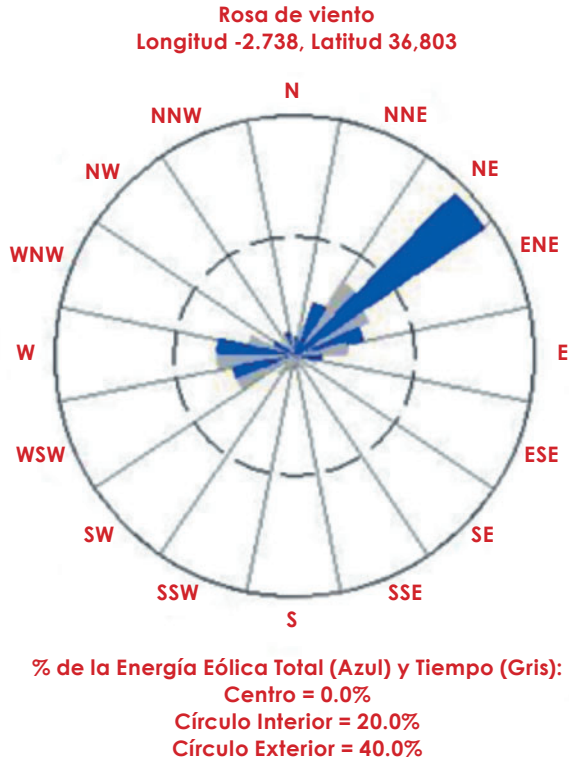 Rosa de viento
Longitud -2.738, Latitud 36,803
N
NNW
NNE
NW
NE
WNW
ENE
W
E
WSW
ESE
SW
SE
SSW
SSE
S
% de la Energía Eólica Total (Azul) y Tiempo (Gris):
Centro = 0.0%
Círculo Interior = 20.0%
Círculo Exterior = 40.0%